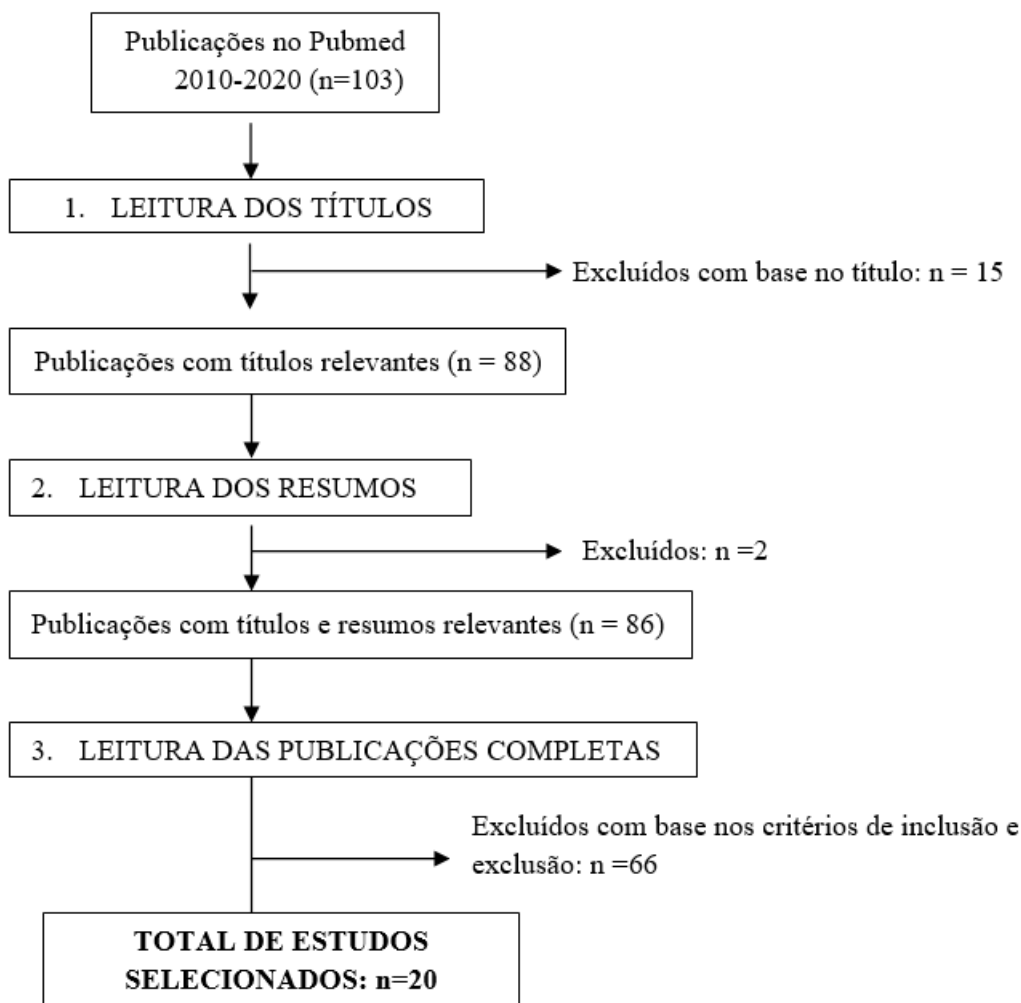 Publicações no Pubmed
2010-2020 (n=103)
1. LEITURA DOS TÍTULOS
Excluídos com base no título: n = 15
Publicações com títulos relevantes (n = 88)
2. LEITURA DOS RESUMOS
Excluídos: n =2
Publicações com títulos e resumos relevantes (n = 86)
3. LEITURA DAS PUBLICAÇÕES COMPLETAS
Excluídos com base nos critérios de inclusão e
exclusão: n =66
TOTAL DE ESTUDOS
SELECIONADOS: n=20